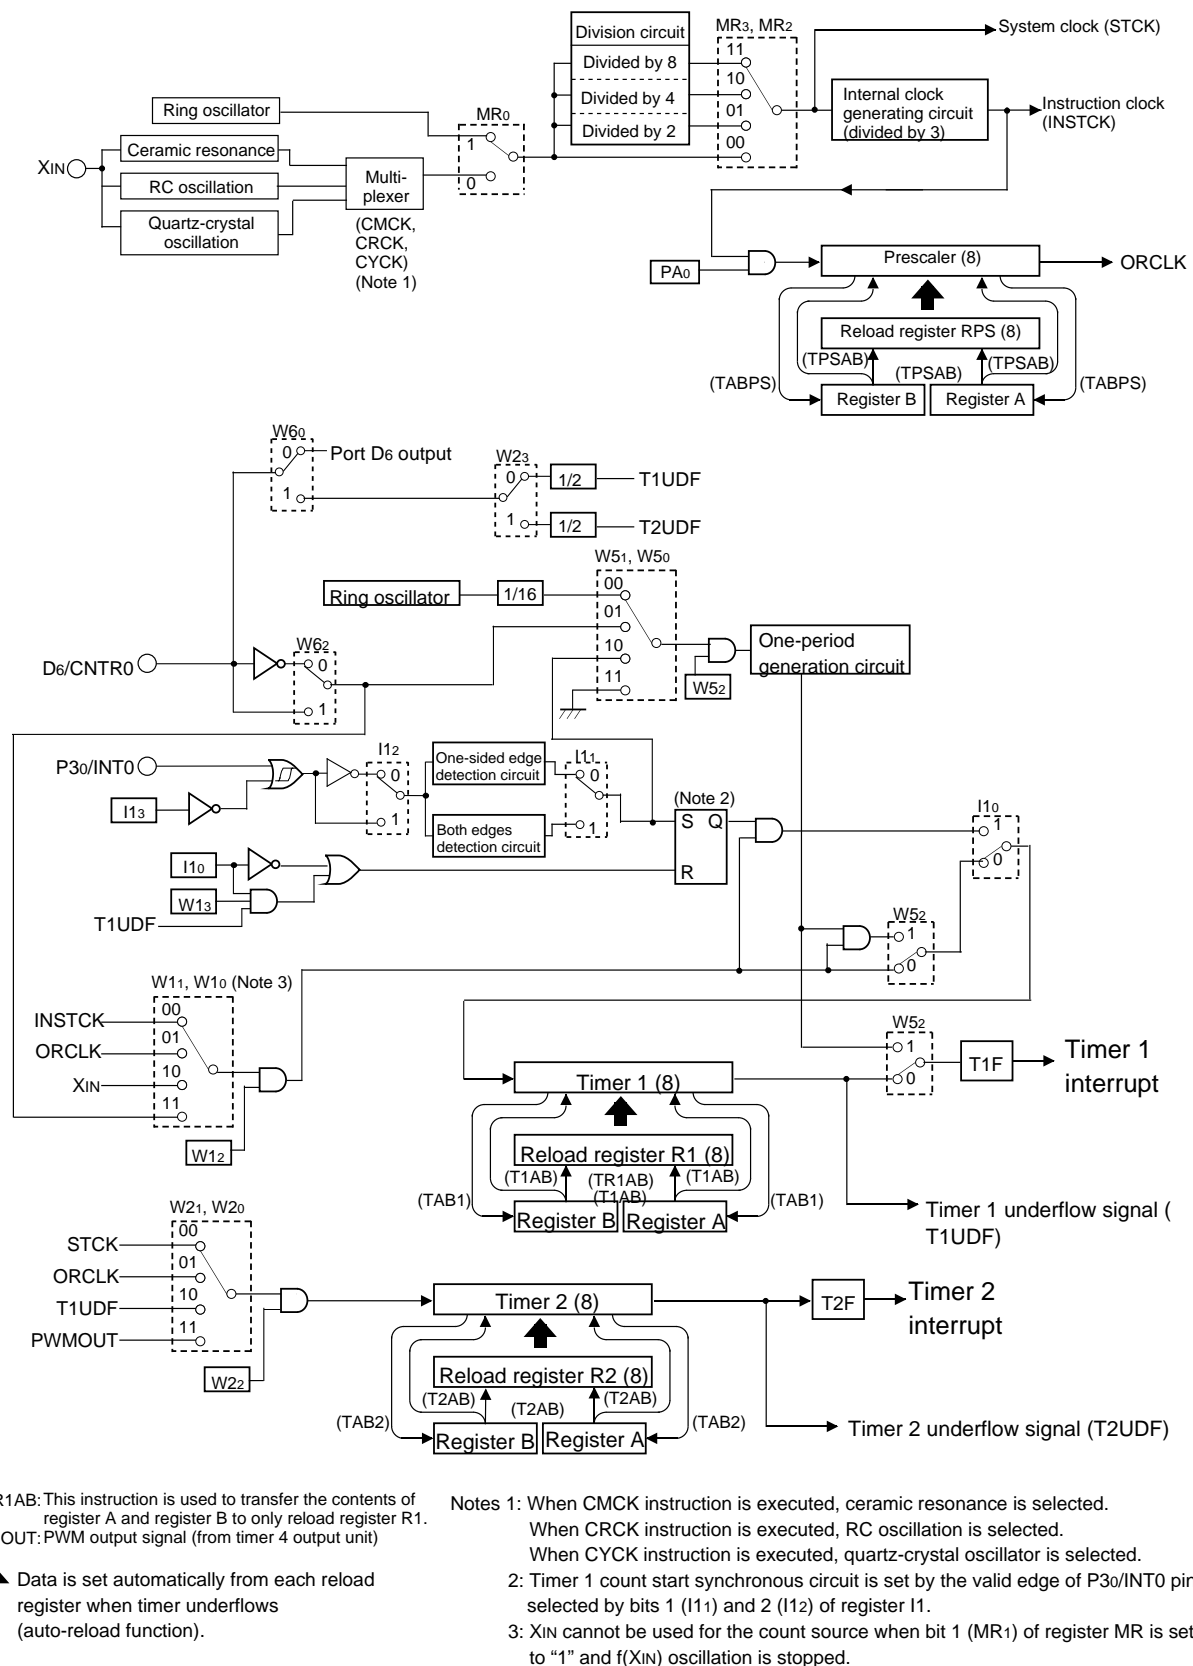 Division circuit
MR3, MR2
System clock (STCK)
Divided by 8
11
Divided by 4
10
Internal clock
generating circuit
(divided by 3)
Instruction clock
(INSTCK)
Divided by 2
01
00
Ring oscillator
MR0
1
0
XIN
Ceramic resonance
RC oscillation
Quartz-crystal
oscillation
Multi-
plexer
(CMCK,
CRCK,
CYCK)
(Note 1)
PA0
Prescaler (8)
ORCLK
Reload register RPS (8)
(TPSAB)
(TPSAB)
(TPSAB)
(TABPS)
(TABPS)
Register B
Register A
W60
0
Port D6 output
1
W23
0
1/2
T1UDF
1
1/2
T2UDF
W51, W50
Ring oscillator
1/16
00
01
10
11
D6/CNTR0
W62
0
1
W52
One-period
generation circuit
P30/INT0
I13
I12
0
1
One-sided edge
detection circuit
Both edges
detection circuit
I11
0
1
(Note 2)
S
Q
R
I10
1
0
I10
W13
T1UDF
W52
1
0
W11, W10 (Note 3)
INSTCK
00
ORCLK
01
XIN
10
11
W12
W52
1
0
T1F
Timer 1
interrupt
Timer 1 (8)
Reload register R1 (8)
(T1AB)
(TR1AB)
(T1AB)
(T1AB)
(TAB1)
(TAB1)
Register B
Register A
Timer 1 underflow signal (
T1UDF)
W21, W20
STCK
00
ORCLK
01
T1UDF
10
PWMOUT
11
W22
Timer 2 (8)
T2F
Timer 2
interrupt
Reload register R2 (8)
(T2AB)
(T2AB)
(T2AB)
(TAB2)
(TAB2)
Register B
Register A
Timer 2 underflow signal (T2UDF)
R1AB: This instruction is used to transfer the contents of
register A and register B to only reload register R1.
OUT: PWM output signal (from timer 4 output unit)
Data is set automatically from each reload
register when timer underflows
(auto-reload function).
Notes 1: When CMCK instruction is executed, ceramic resonance is selected.
When CRCK instruction is executed, RC oscillation is selected.
When CYCK instruction is executed, quartz-crystal oscillator is selected.
2: Timer 1 count start synchronous circuit is set by the valid edge of P30/INT0 pin
selected by bits 1 (I11) and 2 (I12) of register I1.
3: XIN cannot be used for the count source when bit 1 (MR1) of register MR is set
to “1” and f(XIN) oscillation is stopped.